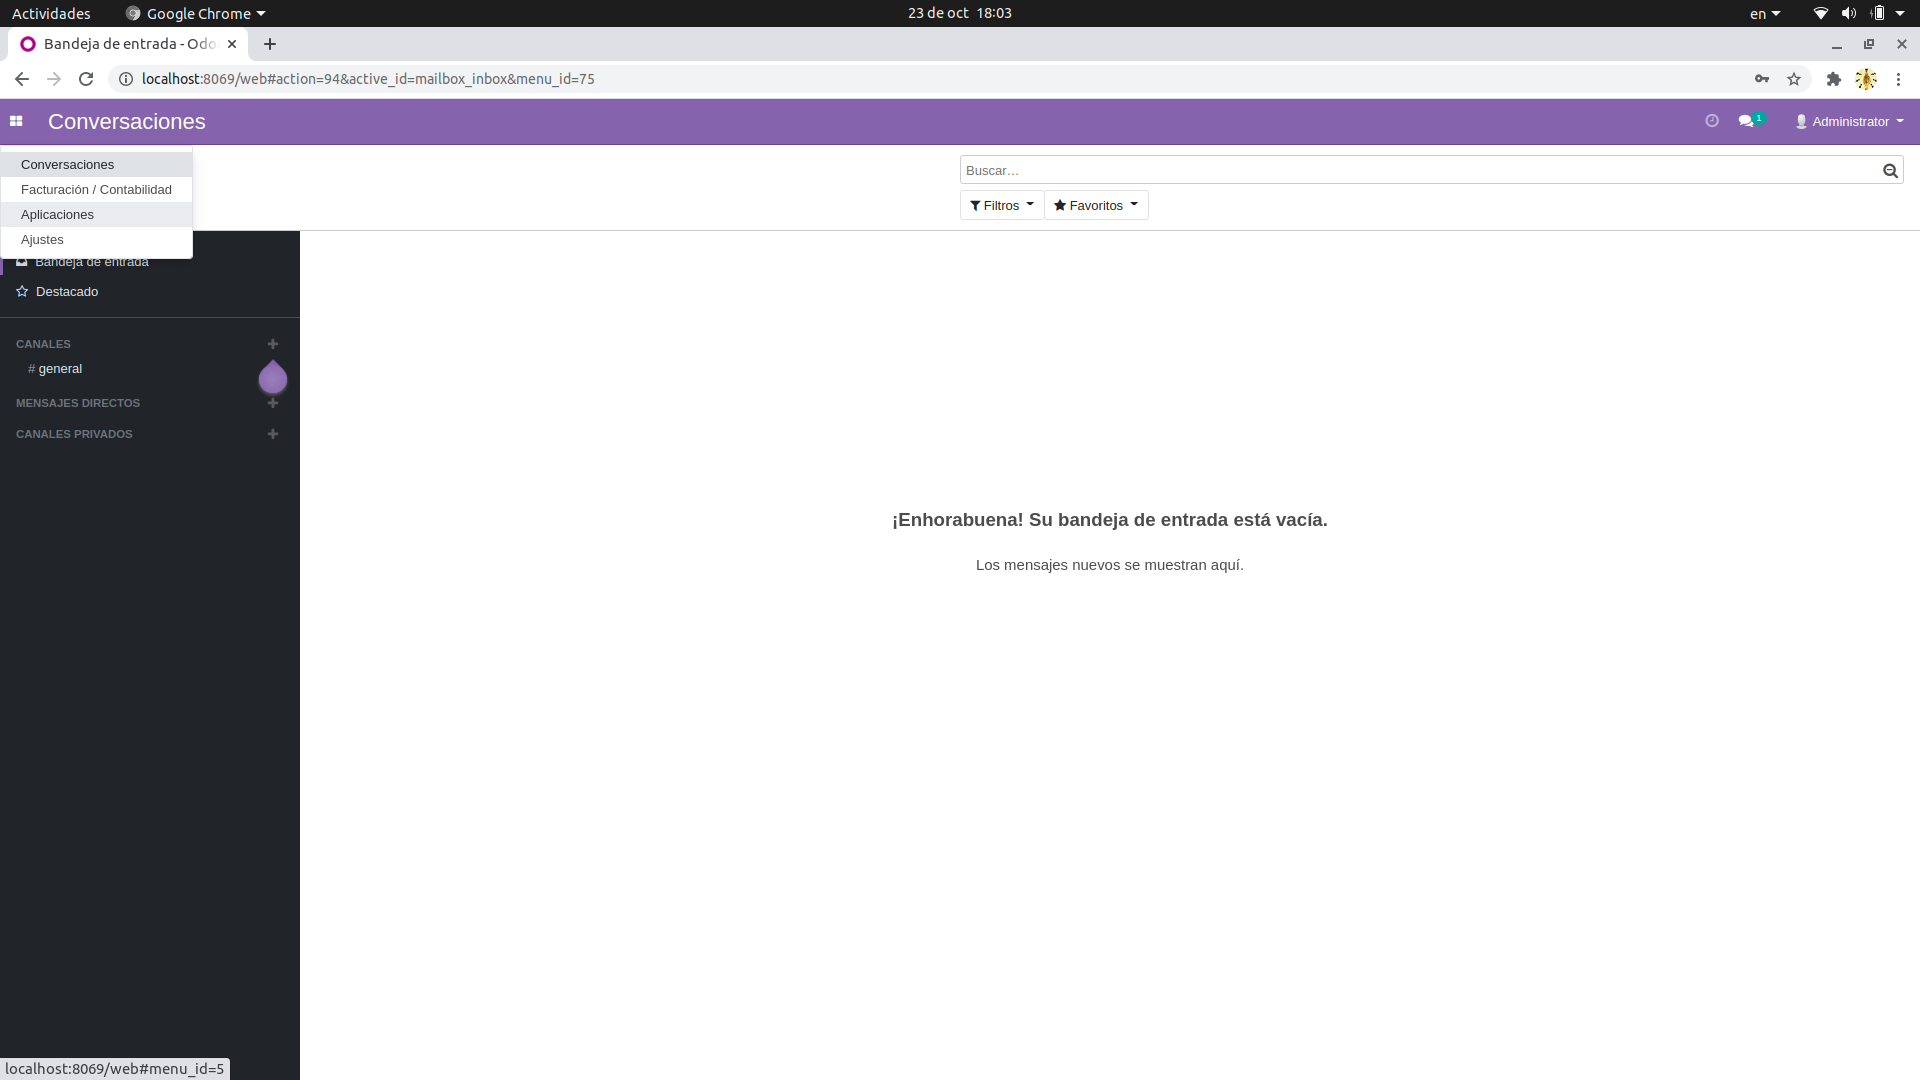 Actividades
Google Chrome
23 de oct 18:03
en
Bandeja de entrada - Odo
localhost:8069/web#action=94&active_id=mailbox_inbox&menu_id=75
Conversaciones
1
Administrator
Conversaciones
Facturación / Contabilidad
Aplicaciones
Ajustes
Buscar…
Filtros
Favoritos
Bandeja de entrada
Destacado
CANALES
# general
MENSAJES DIRECTOS
CANALES PRIVADOS
¡Enhorabuena! Su bandeja de entrada está vacía.
Los mensajes nuevos se muestran aquí.
localhost:8069/web#menu_id=5